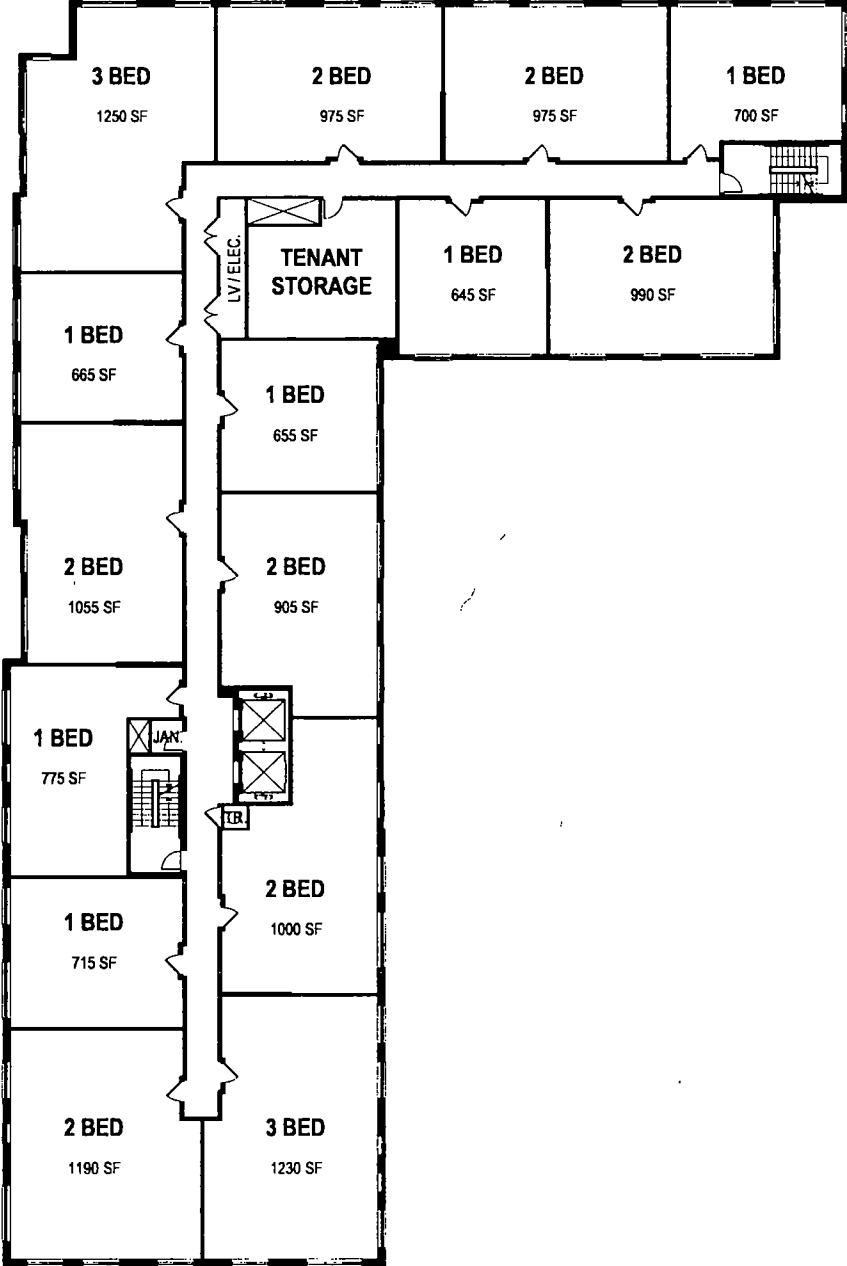 3 BED
1250 SF
2 BED
975 SF
2 BED
975 SF
1 BED
700 SF
LV / ELEC.
TENANT
STORAGE
1 BED
645 SF
2 BED
990 SF
1 BED
665 SF
1 BED
655 SF
2 BED
1055 SF
2 BED
905 SF
1 BED
775 SF
JAN.
TR.
2 BED
1000 SF
1 BED
715 SF
2 BED
1190 SF
3 BED
1230 SF